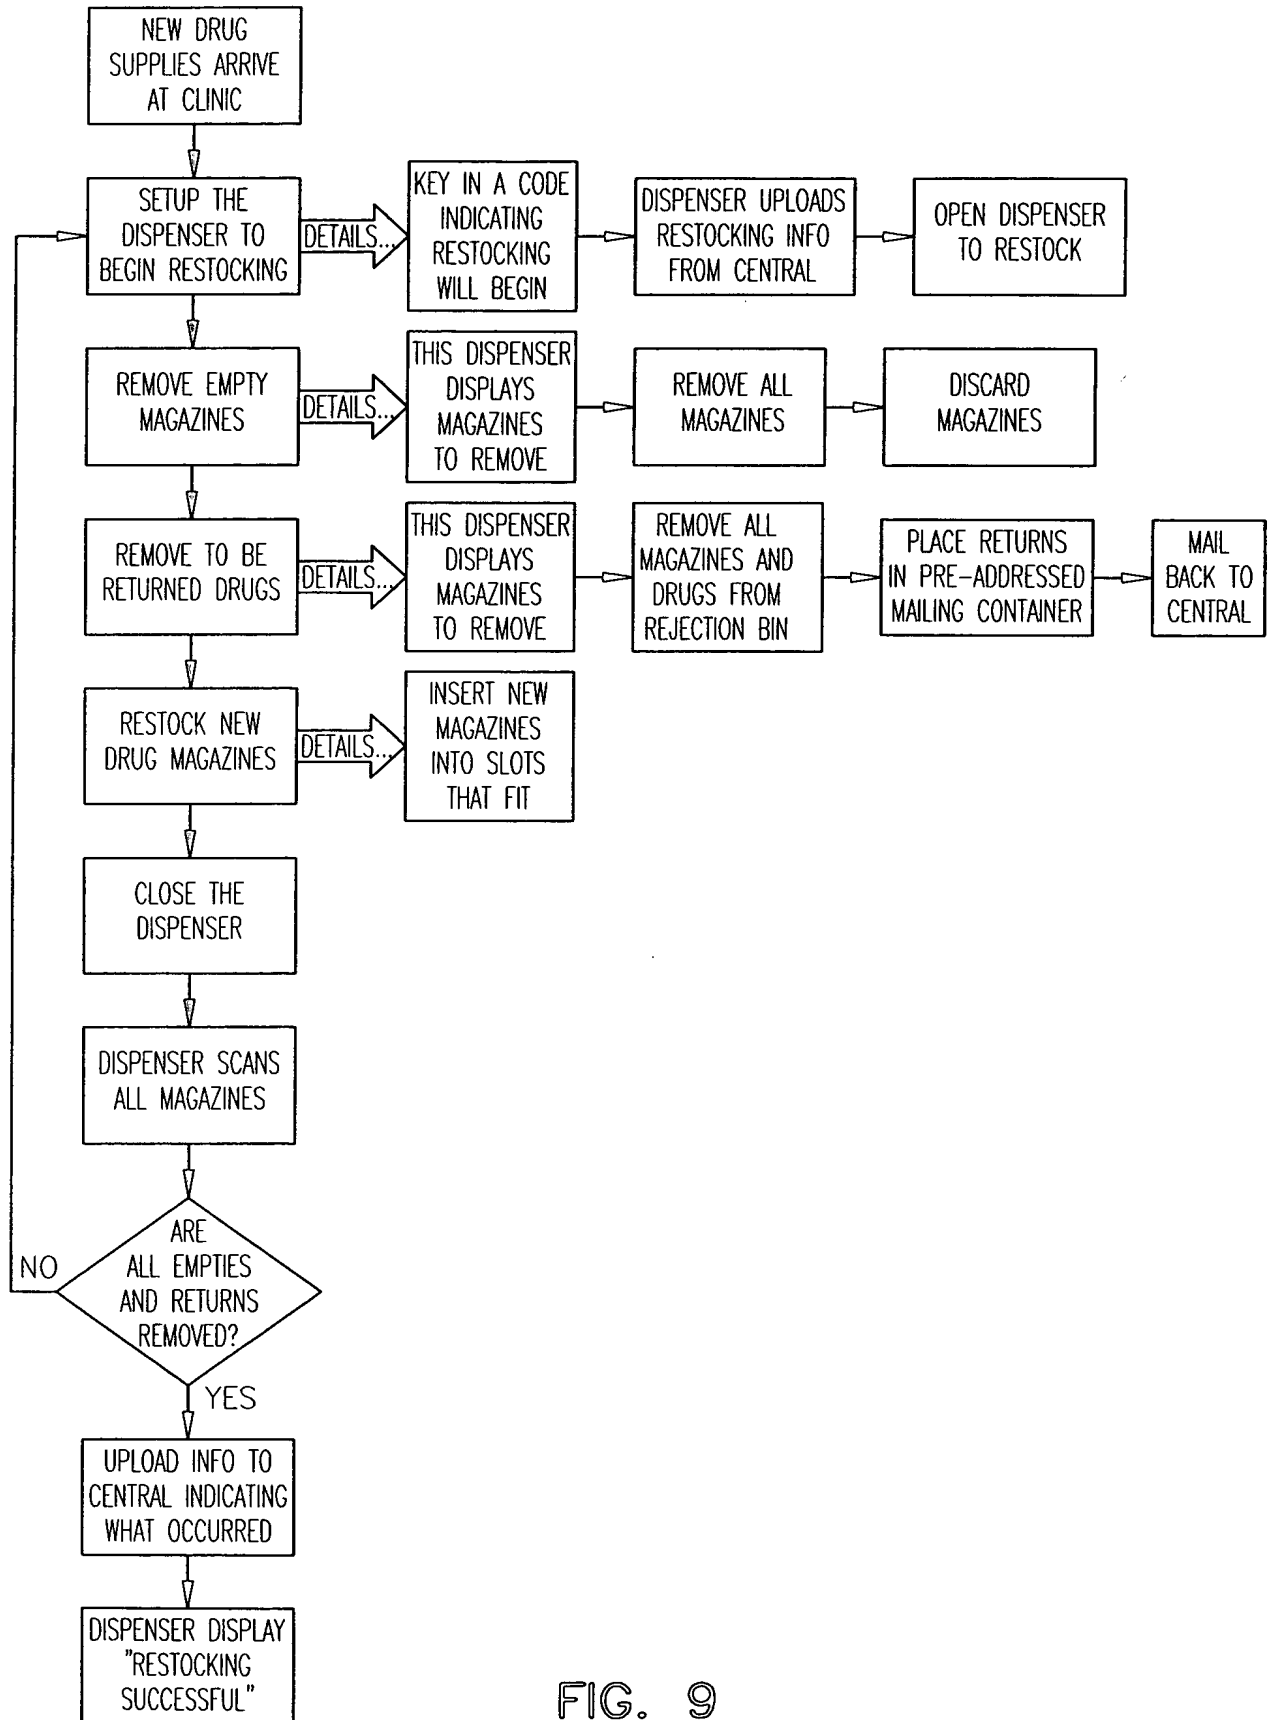 NEW DRUG
SUPPLIES ARRIVE
AT CLINIC
SETUP THE
DISPENSER TO
BEGIN RESTOCKING
DETAILS...
KEY IN A CODE
INDICATING
RESTOCKING
WILL BEGIN
DISPENSER UPLOADS
RESTOCKING INFO
FROM CENTRAL
OPEN DISPENSER
TO RESTOCK
REMOVE EMPTY
MAGAZINES
DETAILS...
THIS DISPENSER
DISPLAYS
MAGAZINES
TO REMOVE
REMOVE ALL
MAGAZINES
DISCARD
MAGAZINES
REMOVE TO BE
RETURNED DRUGS
DETAILS...
THIS DISPENSER
DISPLAYS
MAGAZINES
TO REMOVE
REMOVE ALL
MAGAZINES AND
DRUGS FROM
REJECTION BIN
PLACE RETURNS
IN PRE-ADDRESSED
MAILING CONTAINER
MAIL
BACK TO
CENTRAL
RESTOCK NEW
DRUG MAGAZINES
DETAILS...
INSERT NEW
MAGAZINES
INTO SLOTS
THAT FIT
CLOSE THE
DISPENSER
DISPENSER SCANS
ALL MAGAZINES
ARE
ALL EMPTIES
AND RETURNS
REMOVED?
NO
YES
UPLOAD INFO TO
CENTRAL INDICATING
WHAT OCCURRED
DISPENSER DISPLAY
"RESTOCKING
SUCCESSFUL"
FIG. 9